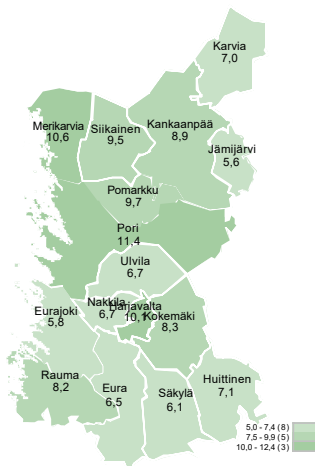 Karvia
7,0
Merikarvia
10,6
Siikainen
9,5
Kankaanpää
8,9
Jämijärvi
5,6
Pomarkku
9,7
Pori
11,4
Ulvila
6,7
Nakkila
6,7
Harjavalta
10,1
Kokemäki
8,3
Eurajoki
5,8
Rauma
8,2
Eura
6,5
Säkylä
6,1
Huittinen
7,1
5,0 - 7,4 (8)
7,5 - 9,9 (5)
10,0 - 12,4 (3)